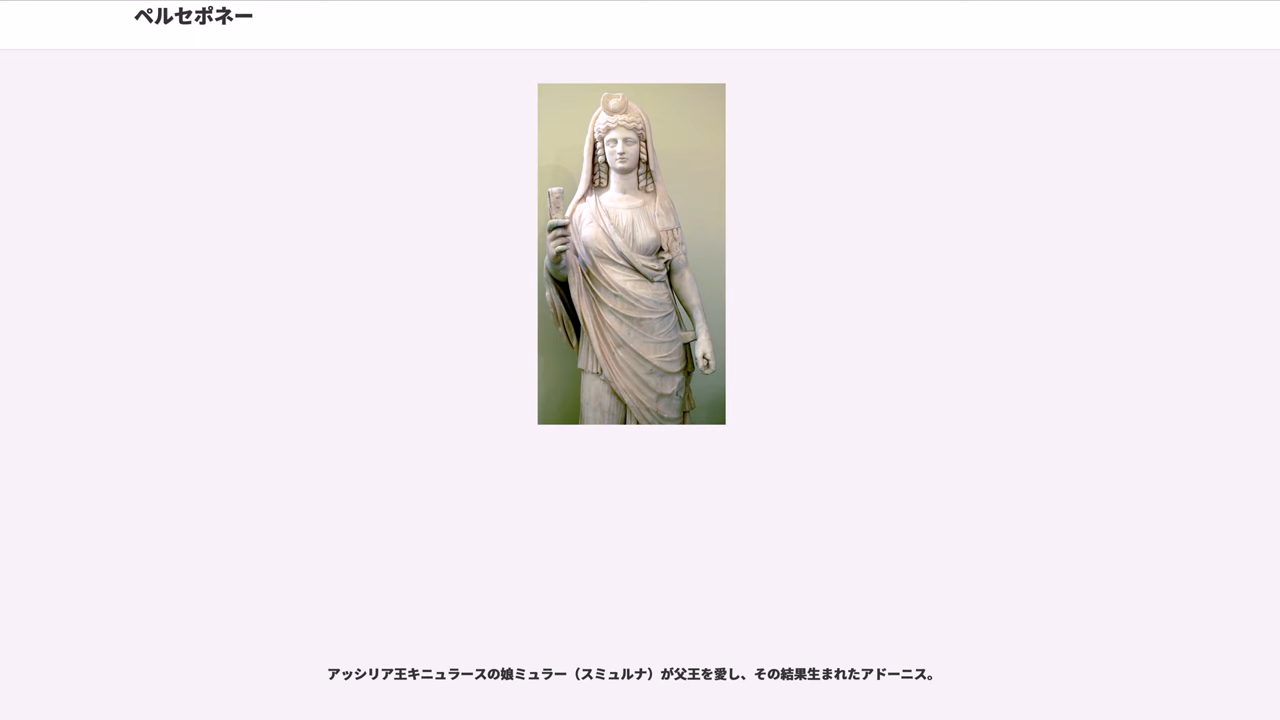 ペルセポネー
アッシリア王キニュラースの娘ミュラー（スミュルナ）が父王を愛し、その結果生まれたアドーニス。